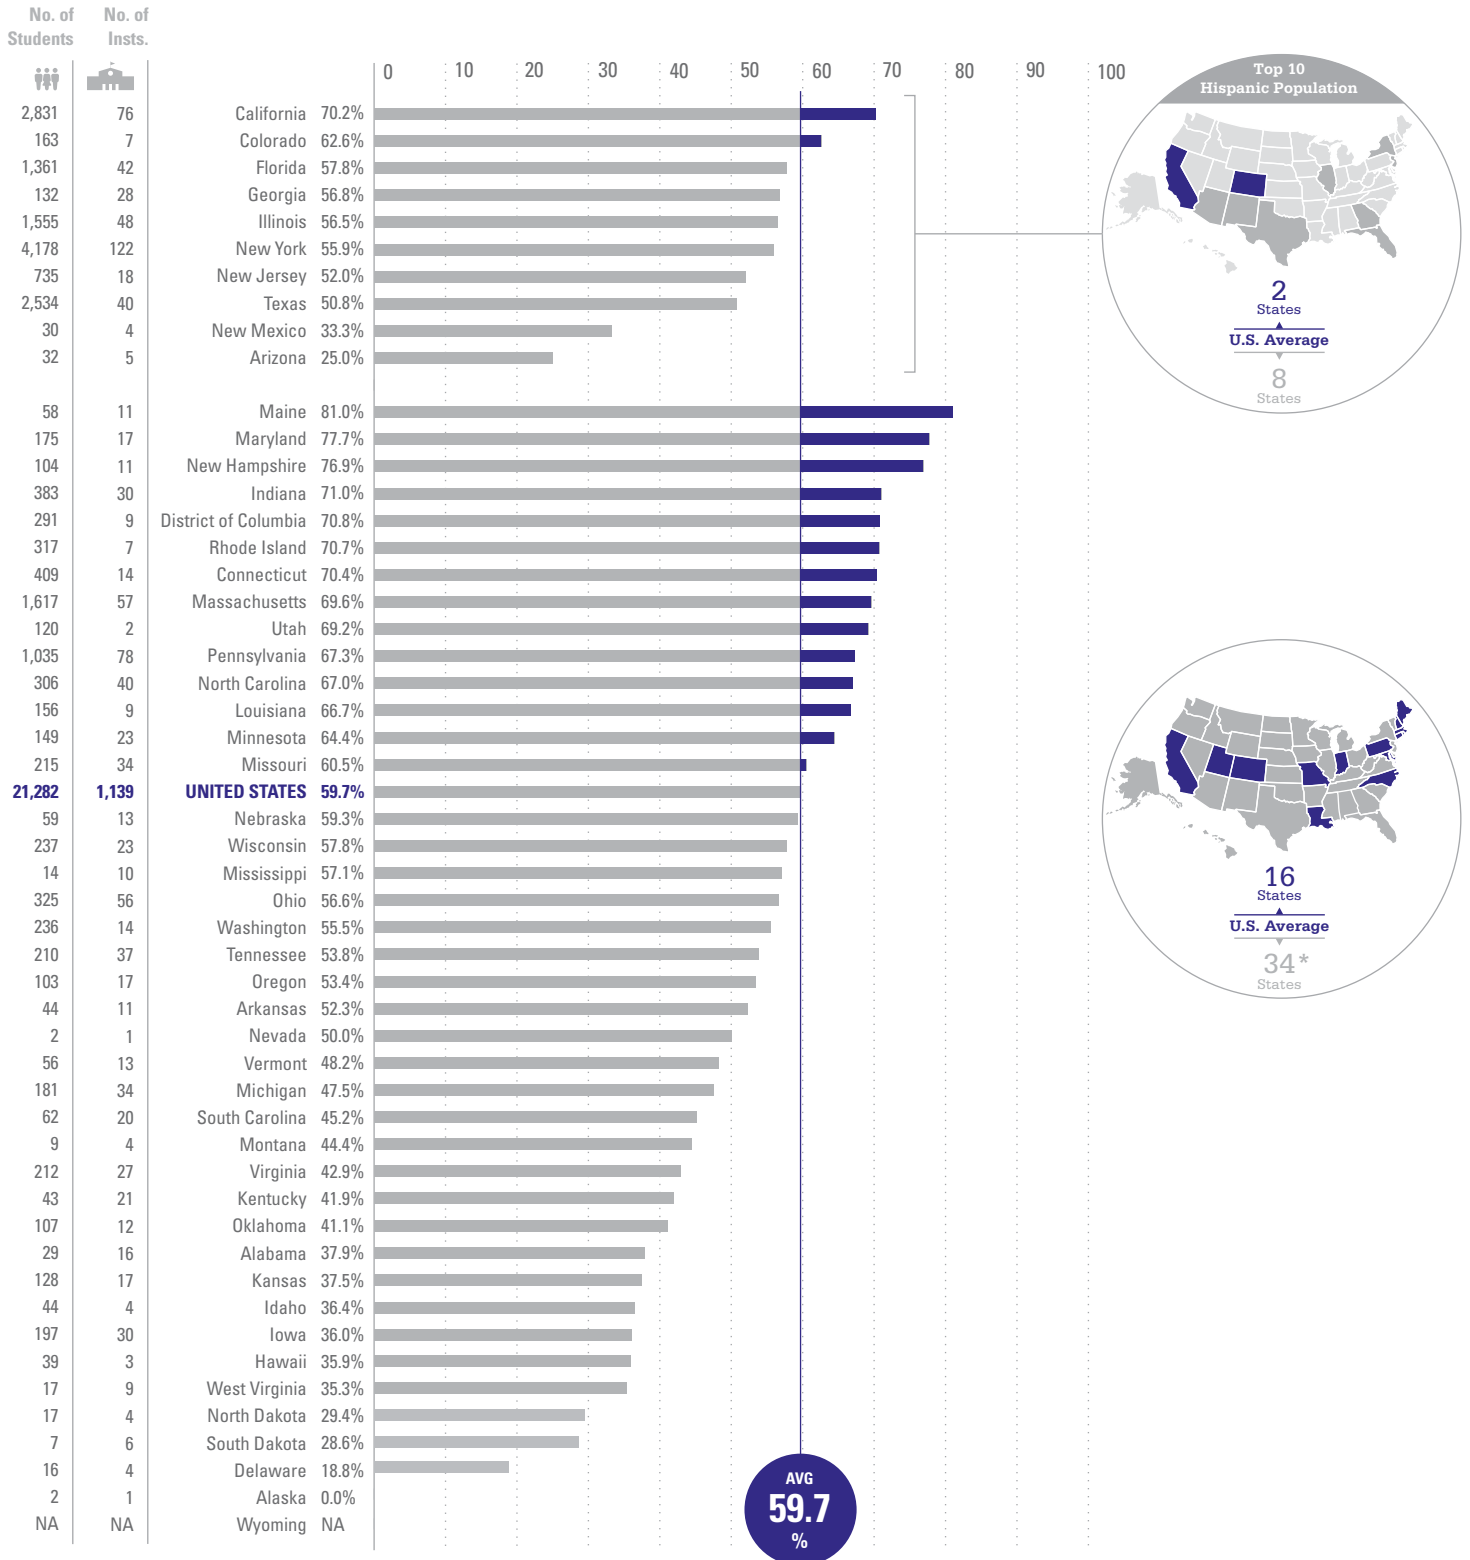 No. of No. of
Students Insts.
0 10 20 30 40 50 60 70 80 90 100
2,831 76 California 70.2%
163 7 Colorado 62.6%
1,361 42 Florida 57.8%
132 28 Georgia 56.8%
1,555 48 Illinois 56.5%
4,178 122 New York 55.9%
735 18 New Jersey 52.0%
2,534 40 Texas 50.8%
30 4 New Mexico 33.3%
32 5 Arizona 25.0%
Top 10
Hispanic Population
2
States
U.S. Average
8
States
58 11 Maine 81.0%
175 17 Maryland 77.7%
104 11 New Hampshire 76.9%
383 30 Indiana 71.0%
291 9 District of Columbia 70.8%
317 7 Rhode Island 70.7%
409 14 Connecticut 70.4%
1,617 57 Massachusetts 69.6%
120 2 Utah 69.2%
1,035 78 Pennsylvania 67.3%
306 40 North Carolina 67.0%
156 9 Louisiana 66.7%
149 23 Minnesota 64.4%
215 34 Missouri 60.5%
21,282 1,139 UNITED STATES 59.7%
59 13 Nebraska 59.3%
237 23 Wisconsin 57.8%
14 10 Mississippi 57.1%
325 56 Ohio 56.6%
236 14 Washington 55.5%
210 37 Tennessee 53.8%
103 17 Oregon 53.4%
44 11 Arkansas 52.3%
2 1 Nevada 50.0%
56 13 Vermont 48.2%
181 34 Michigan 47.5%
62 20 South Carolina 45.2%
9 4 Montana 44.4%
212 27 Virginia 42.9%
43 21 Kentucky 41.9%
107 12 Oklahoma 41.1%
29 16 Alabama 37.9%
128 17 Kansas 37.5%
44 4 Idaho 36.4%
197 30 Iowa 36.0%
39 3 Hawaii 35.9%
17 9 West Virginia 35.3%
17 4 North Dakota 29.4%
7 6 South Dakota 28.6%
16 4 Delaware 18.8%
2 1 Alaska 0.0%
NA NA Wyoming NA
16
States
U.S. Average
34*
States
AVG
59.7
%